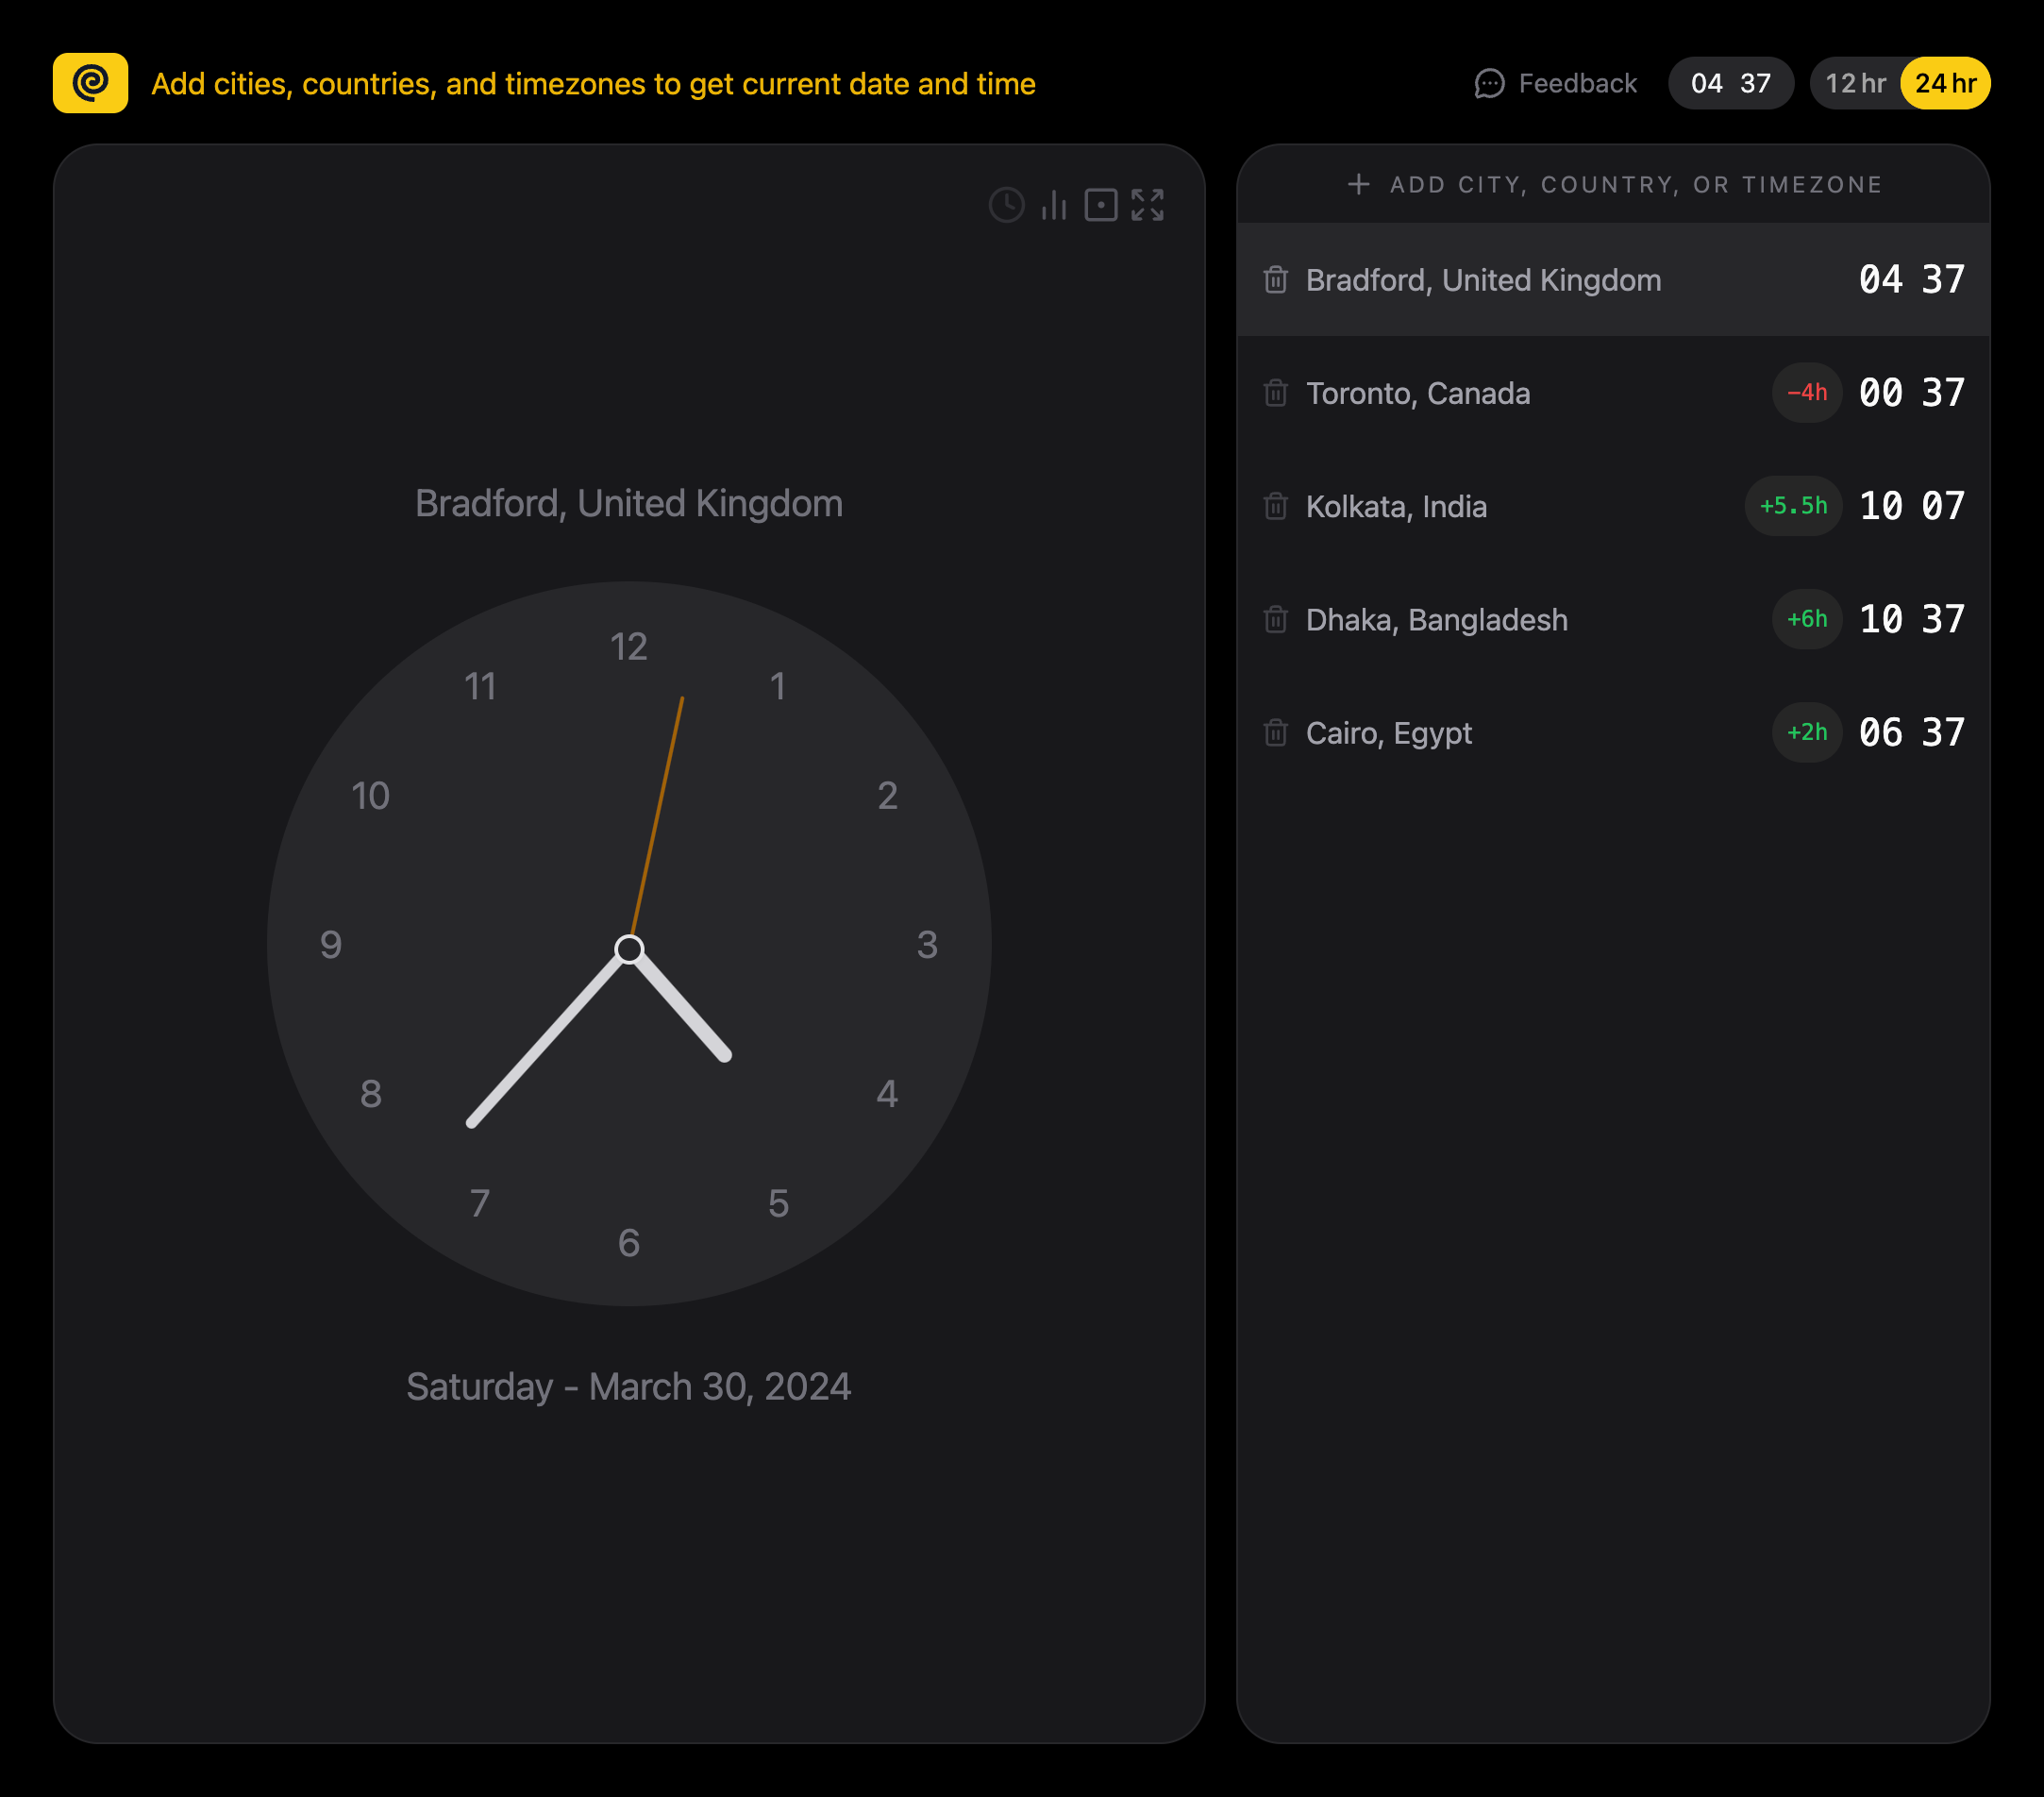 Add cities, countries, and timezones to get current date and time
Feedback
04 37
12 hr 24 hr
Bradford, United Kingdom
12
1
2
3
4
5
6
7
8
9
10
11
Saturday - March 30, 2024
+ ADD CITY, COUNTRY, OR TIMEZONE
Bradford, United Kingdom 04 37
Toronto, Canada −4h 00 37
Kolkata, India +5.5h 10 07
Dhaka, Bangladesh +6h 10 37
Cairo, Egypt +2h 06 37